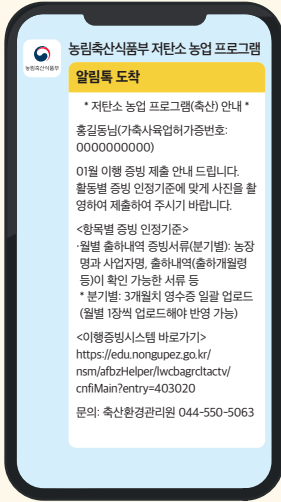 농림축산식품부
농림축산식품부 저탄소 농업 프로그램
알림톡 도착
* 저탄소 농업 프로그램(축산) 안내 *
홍길동님(가축사육업허가증번호:
0000000000)
01월 이행 증빙 제출 안내 드립니다.
활동별 증빙 인정기준에 맞게 사진을 촬
영하여 제출하여 주시기 바랍니다.
<항목별 증빙 인정기준>
·월별 출하내역 증빙서류(분기별): 농장
명과 사업자명, 출하내역(출하개월령
등)이 확인 가능한 서류 등
* 분기별: 3개월치 영수증 일괄 업로드
(월별 1장씩 업로드해야 반영 가능)
<이행증빙시스템 바로가기>
https://edu.nongupez.go.kr/
nsm/afbzHelper/lwcbagrcltactv/
cnfiMain?entry=403020
문의: 축산환경관리원 044-550-5063